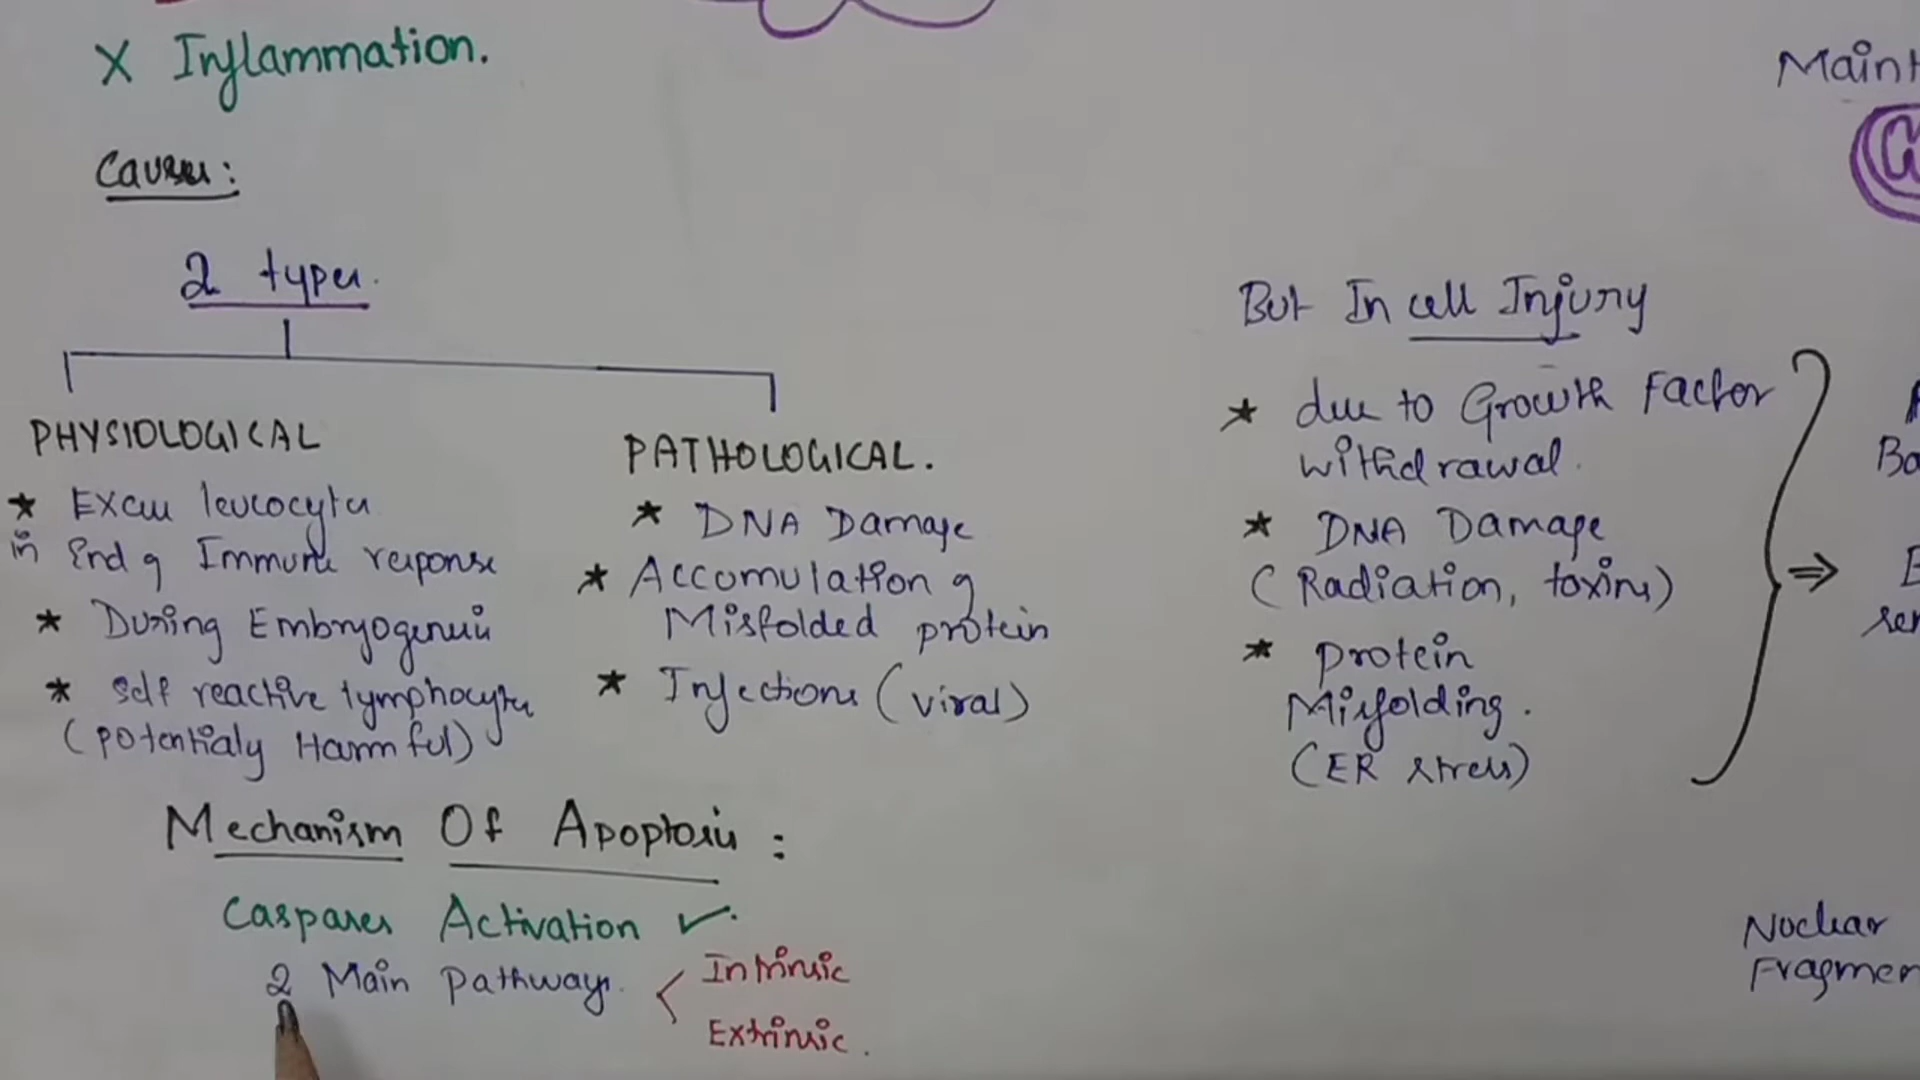 X Inflammation.
Causes:
2 types.
PHYSIOLOGICAL
* Excess leucocytes
in End of Immune response
* During Embryogenesis
* Self reactive lymphocytes
(potentialy Harmful)
PATHOLOGICAL.
* DNA Damage
* Accomulation of
Misfolded protein
* Infections (viral)
Mechanism Of Apoptosis:
Caspases Activation ✓
2 Main Pathways.
Intrinsic
Extrinsic.
But In cell Injury
* due to Growth Factor
withdrawal.
* DNA Damage
(Radiation, toxins)
* protein
Misfolding.
(ER stress)
⇒
Nuclear